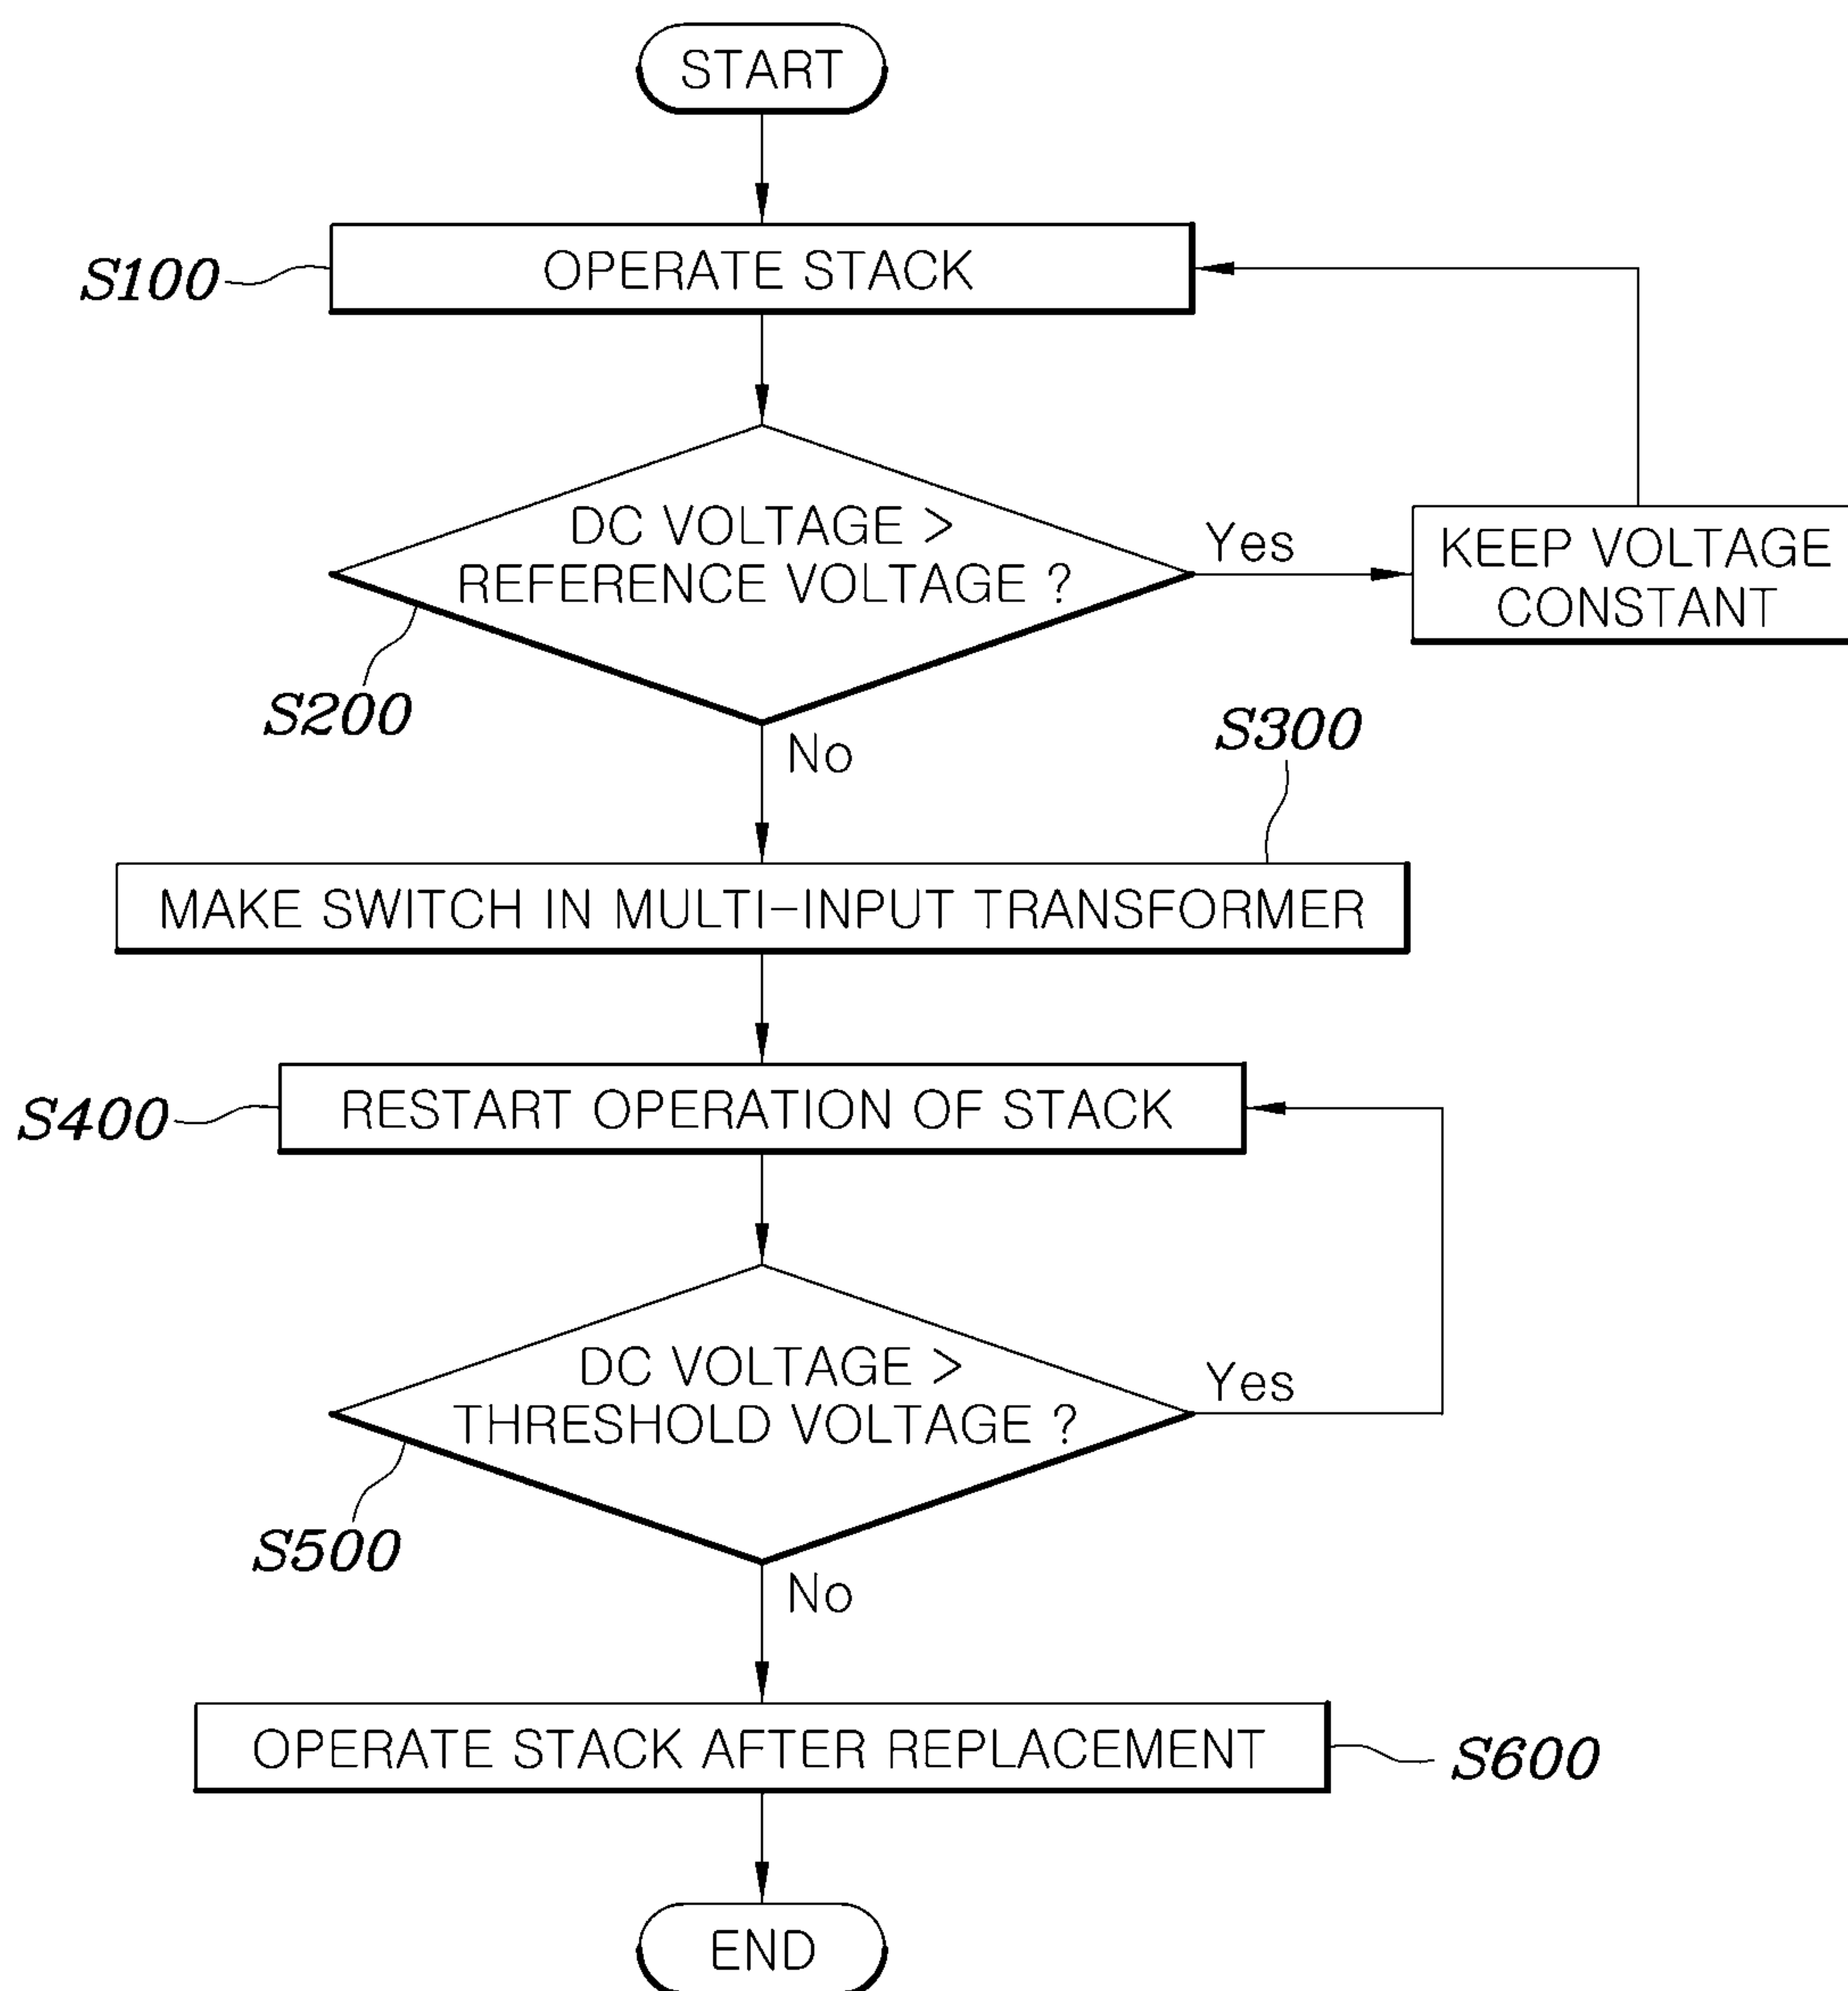 START
S100
OPERATE STACK
DC VOLTAGE >
REFERENCE VOLTAGE ?
Yes
KEEP VOLTAGE
CONSTANT
S200
No
S300
MAKE SWITCH IN MULTI-INPUT TRANSFORMER
S400
RESTART OPERATION OF STACK
DC VOLTAGE >
THRESHOLD VOLTAGE ?
Yes
S500
No
OPERATE STACK AFTER REPLACEMENT
S600
END